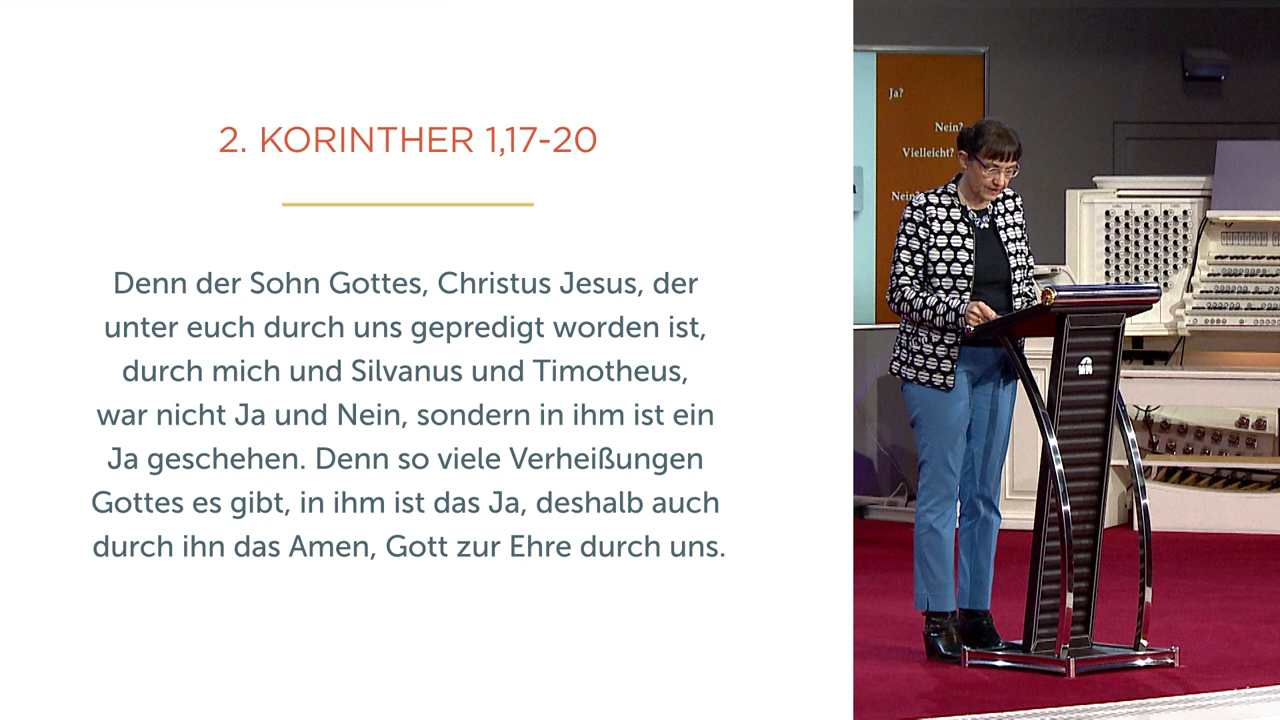 2. KORINTHER 1,17-20
Denn der Sohn Gottes, Christus Jesus, der
unter euch durch uns gepredigt worden ist,
durch mich und Silvanus und Timotheus,
war nicht Ja und Nein, sondern in ihm ist ein
Ja geschehen. Denn so viele Verheißungen
Gottes es gibt, in ihm ist das Ja, deshalb auch
durch ihn das Amen, Gott zur Ehre durch uns.
Ja?
Nein?
Vielleicht?
Nein?